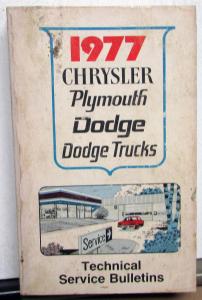 1977
CHRYSLER
Plymouth
Dodge
Dodge Trucks
Service
Technical
Service Bulletins